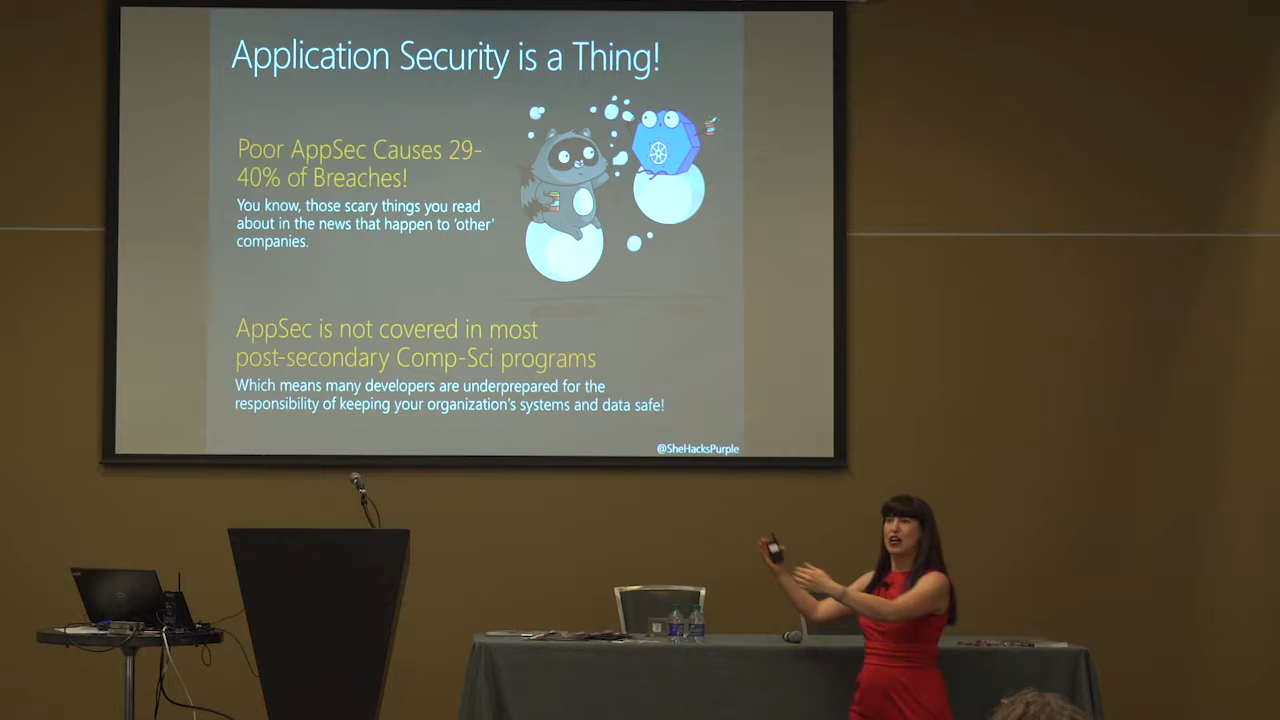 Application Security is a Thing!
Poor AppSec Causes 29-
40% of Breaches!
You know, those scary things you read
about in the news that happen to ‘other’
companies.
AppSec is not covered in most
post-secondary Comp-Sci programs
Which means many developers are underprepared for the
responsibility of keeping your organization's systems and data safe!
@SheHacksPurple